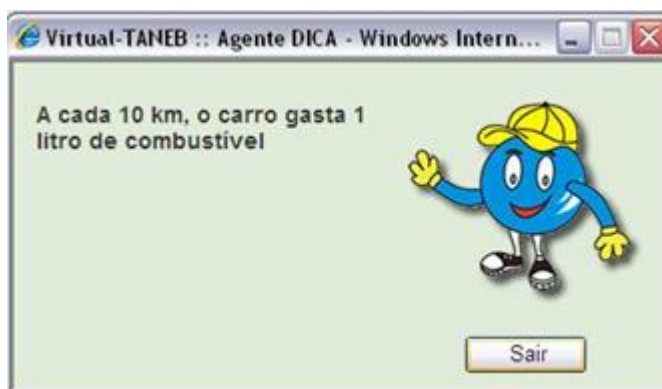 Virtual-TANEB :: Agente DICA - Windows Intern...
A cada 10 km, o carro gasta 1
litro de combustível
Sair